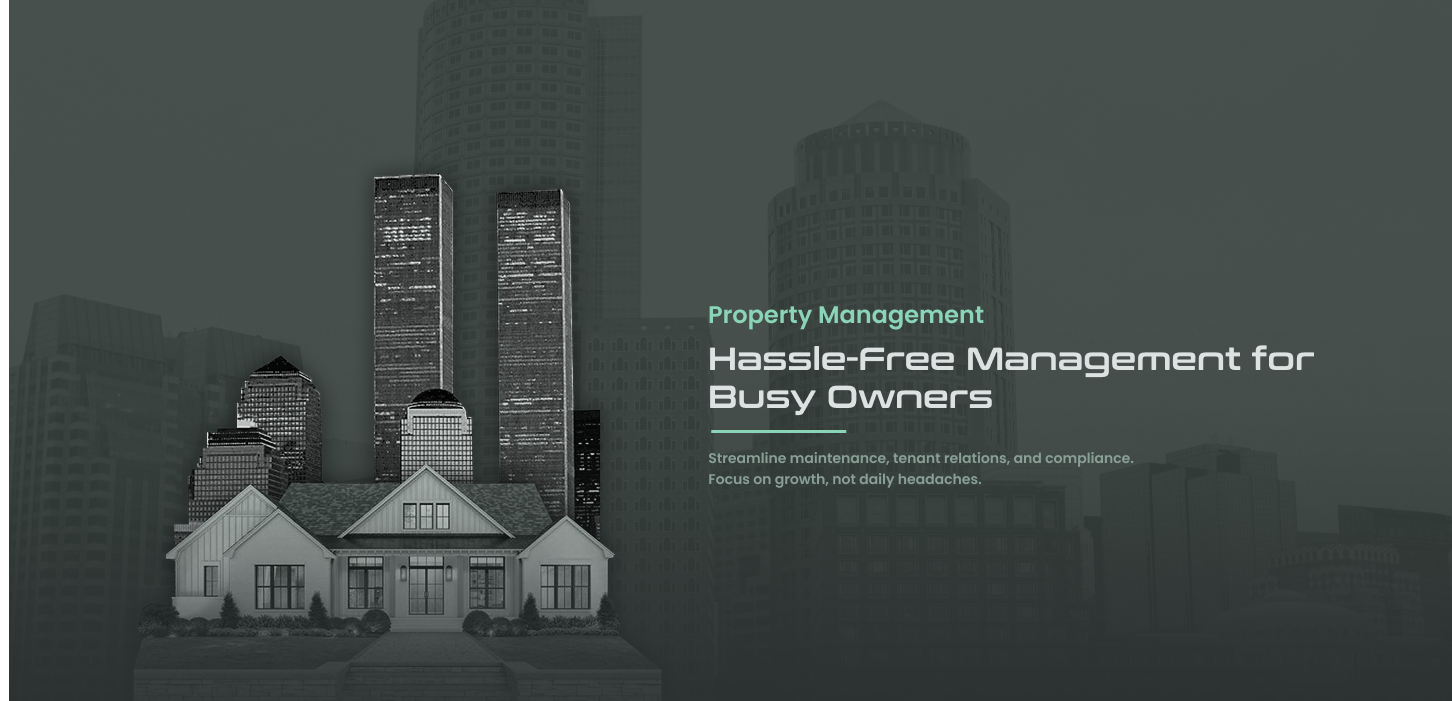 Property Management
Hassle-Free Management for
Busy Owners
Streamline maintenance, tenant relations, and compliance.
Focus on growth, not daily headaches.